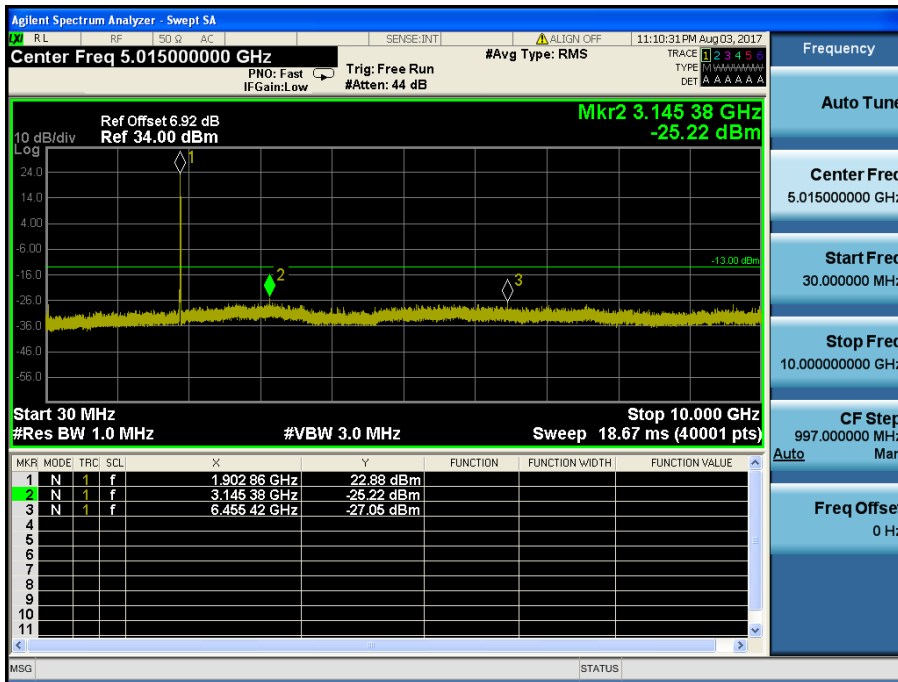 Agilent Spectrum Analyzer - Swept SA
LXI RL RF 50 Ω AC SENSE:INT ALIGN OFF 11:10:31 PM Aug 03, 2017
Center Freq 5.015000000 GHz
PNO: Fast
IFGain:Low
Trig: Free Run
#Atten: 44 dB
#Avg Type: RMS
TRACE 1 2 3 4 5 6
TYPE M W W W W W
DET A A A A A A
Ref Offset 6.92 dB
10 dB/div Ref 34.00 dBm
Log
Mkr2 3.145 38 GHz
-25.22 dBm
24.0
14.0
4.00
-6.00
-16.0
-26.0
-36.0
-46.0
-56.0
1
2
3
-13.00 dBm
Start 30 MHz Stop 10.000 GHz
#Res BW 1.0 MHz #VBW 3.0 MHz Sweep 18.67 ms (40001 pts)
MKR MODE TRC SCL X Y FUNCTION FUNCTION WIDTH FUNCTION VALUE
1 N 1 f 1.902 86 GHz 22.88 dBm
2 N 1 f 3.145 38 GHz -25.22 dBm
3 N 1 f 6.455 42 GHz -27.05 dBm
4
5
6
7
8
9
10
11
MSG STATUS
Frequency
Auto Tune
Center Freq
5.015000000 GHz
Start Freq
30.000000 MHz
Stop Freq
10.000000000 GHz
CF Step
997.000000 MHz
Auto Man
Freq Offset
0 Hz